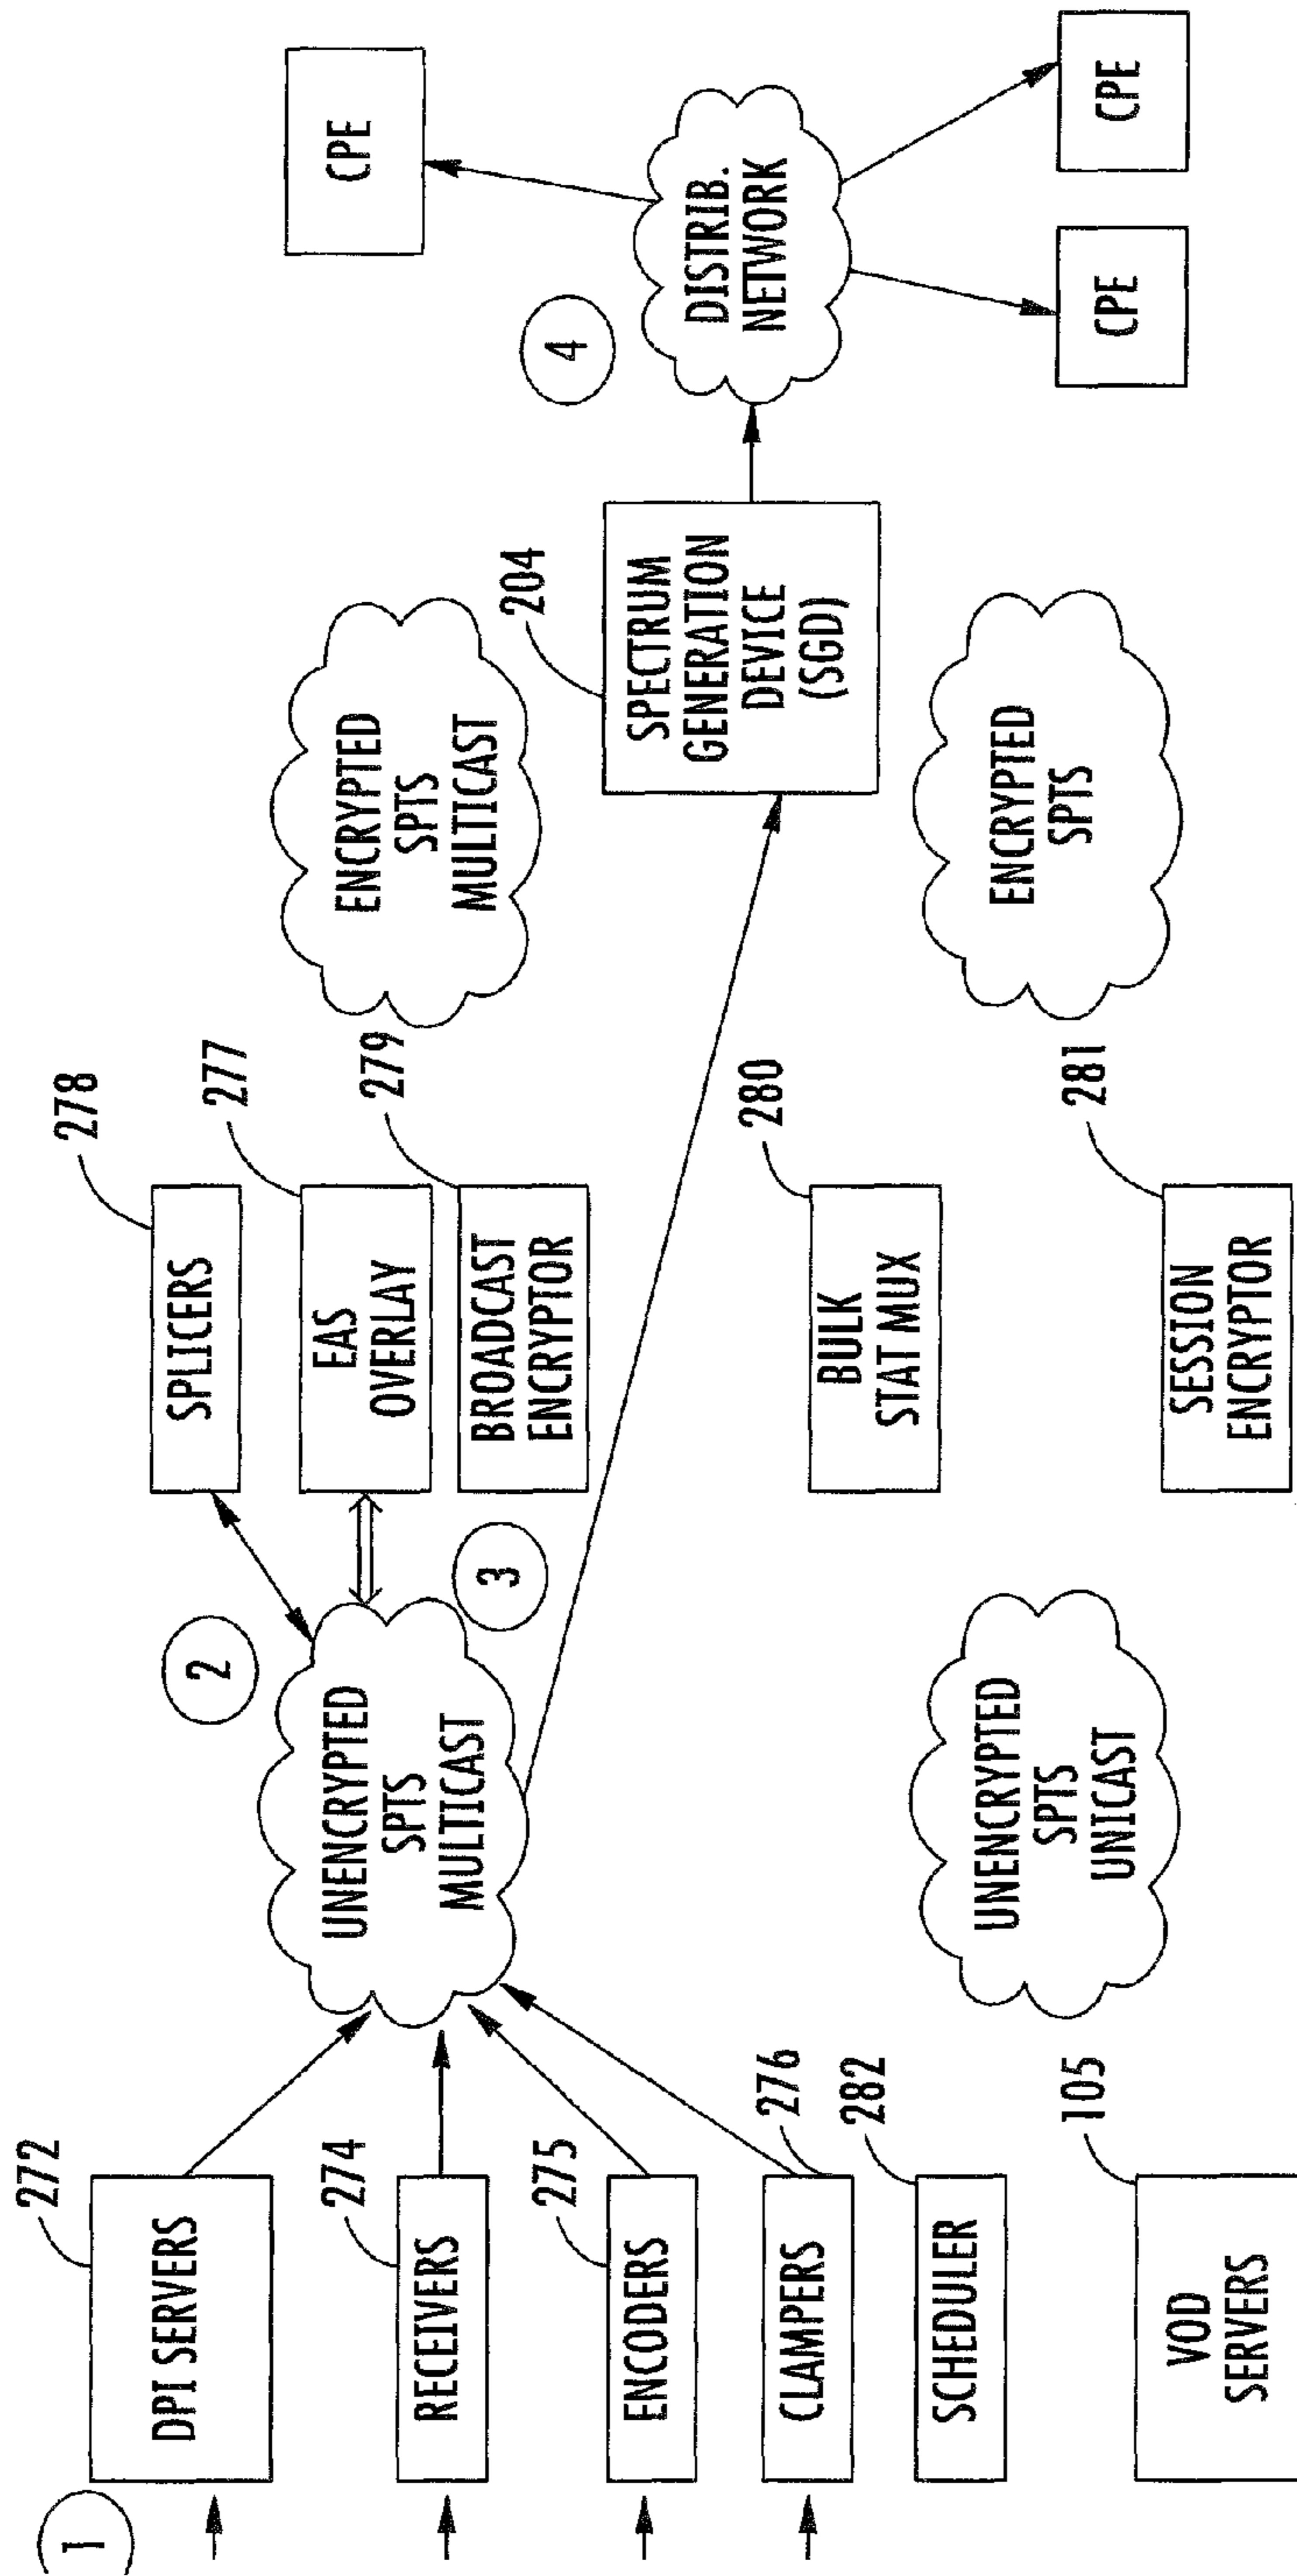 1
272
DPI SERVERS
274
RECEIVERS
275
ENCODERS
276
CLAMPERS
282
SCHEDULER
105
VOD
SERVERS
UNENCRYPTED
SPTS
MULTICAST
UNENCRYPTED
SPTS
UNICAST
2
3
278
SPLICERS
277
EAS
OVERLAY
279
BROADCAST
ENCRYPTOR
280
BULK
STAT MUX
281
SESSION
ENCRYPTOR
ENCRYPTED
SPTS
MULTICAST
204
SPECTRUM
GENERATION
DEVICE
(SGD)
ENCRYPTED
SPTS
4
DISTRIB.
NETWORK
CPE
CPE
CPE